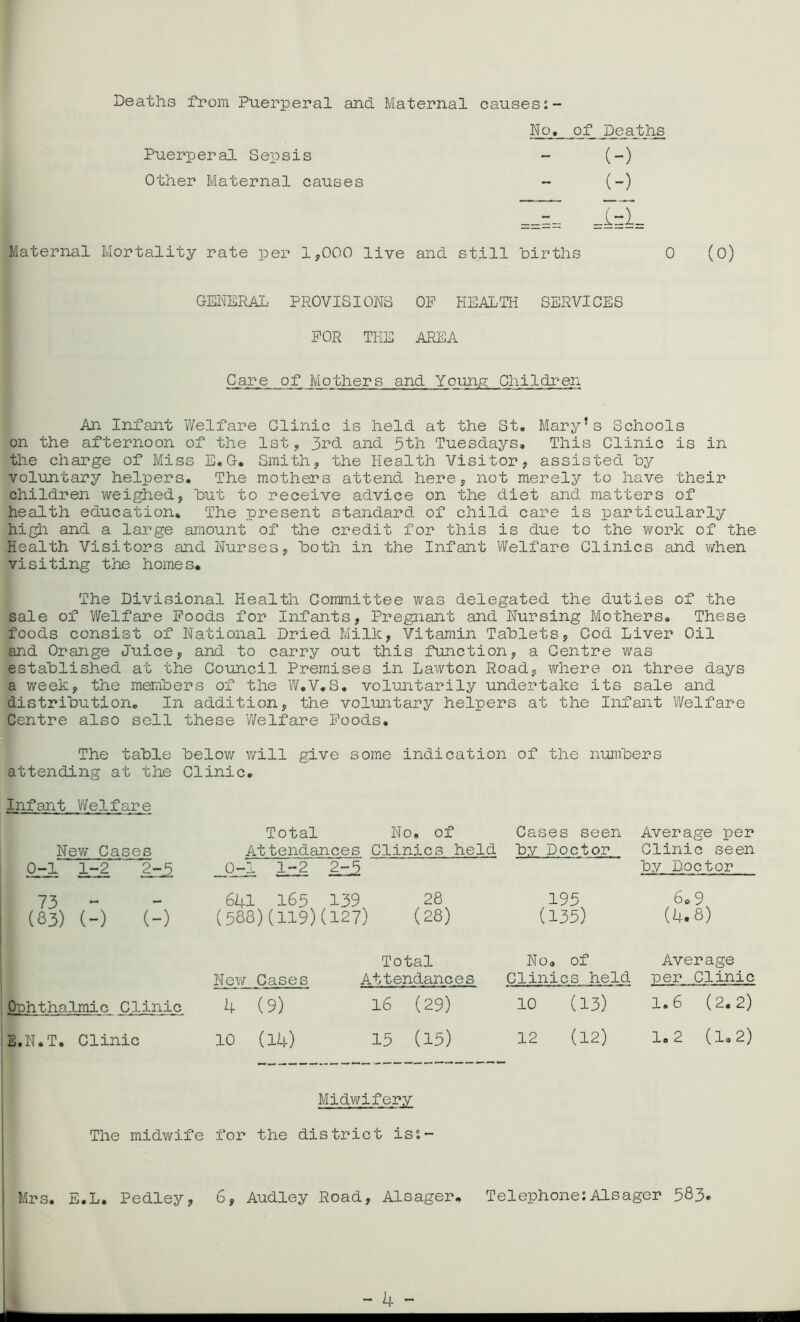 Deaths from Puerperal and Maternal causes:-
No. of Deaths
Puerperal Sepsis - (-)
Other Maternal causes - (-)
- (-)
Maternal Mortality rate per 1,000 live and still births 0 (0)
GENERAL PROVISIONS OF HEALTH SERVICES
FOR THE AREA
Care of Mothers and Young Children
An Infant Welfare Clinic is held at the St. Mary's Schools
on the afternoon of the 1st, 3rd and 5th Tuesdays. This Clinic is in
the charge of Miss E.G. Smith, the Health Visitor, assisted by
voluntary helpers. The mothers attend here, not merely to have their
children weighed, but to receive advice on the diet and matters of
health education. The present standard of child care is particularly
high and a large amount of the credit for this is due to the work of the
Health Visitors and Nurses, both in the Infant Welfare Clinics and when
visiting the homes.
The Divisional Health Committee was delegated the duties of the
sale of Welfare Foods for Infants, Pregnant and Nursing Mothers. These
foods consist of National Dried Milk, Vitamin Tablets, Cod Liver Oil
and Orange Juice, and to carry out this function, a Centre was
established at the Council Premises in Lawton Road, where on three days
a week, the members of the W.V.S. voluntarily undertake its sale and
distribution. In addition, the voluntary helpers at the Infant Welfare
Centre also sell these Welfare Foods.
The table below will give some indication of the numbers
attending at the Clinic.
Infant Welfare
Total No. of Cases seen Average per
New Cases Attendances Clinics held by Doctor Clinic seen
0-1 1-2 2-5 0-1 1-2 2-5 by Doctor
73 - - 641 165 139 28 195 6.9
(83) (-) (-) (588)(119)(127) (28) (135) (4.8)
Total No. of Average
New Cases Attendances Clinics held per Clinic
Ophthalmic Clinic 4 (9) 16 (29) 10 (13) 1.6 (2.2)
E.N.T. Clinic 10 (14) 15 (15) 12 (12) 1.2 (1.2)
Midwifery
The midwife for the district is:-
Mrs. E.L. Pedley, 6, Audley Road, Alsager. Telephone:Alsager 583.
- 4 -